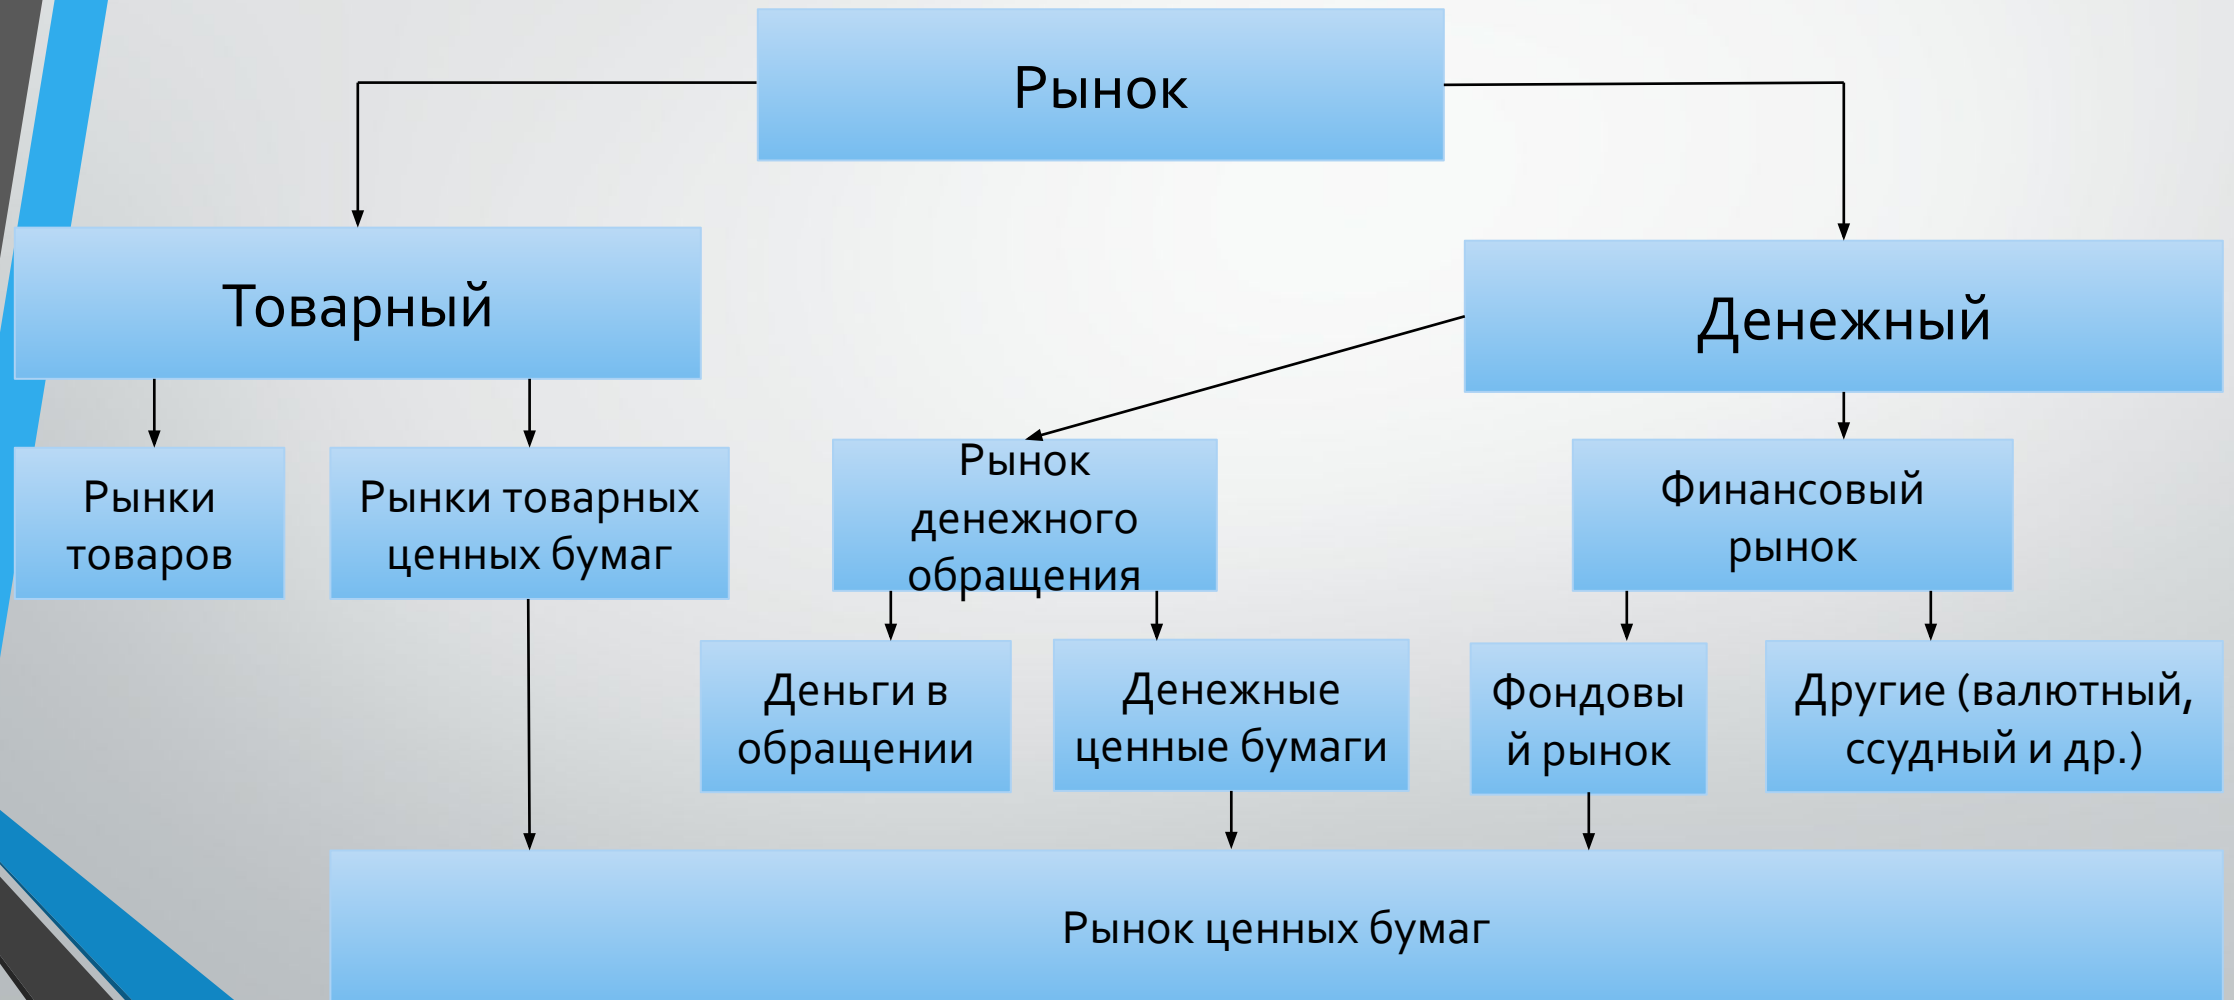 Рынок
Товарный
Денежный
Рынки
товаров
Рынки товарных
ценных бумаг
Рынок
денежного
обращения
Финансовый
рынок
Деньги в
обращении
Денежные
ценные бумаги
Фондовы
й рынок
Другие (валютный,
ссудный и др.)
Рынок ценных бумаг